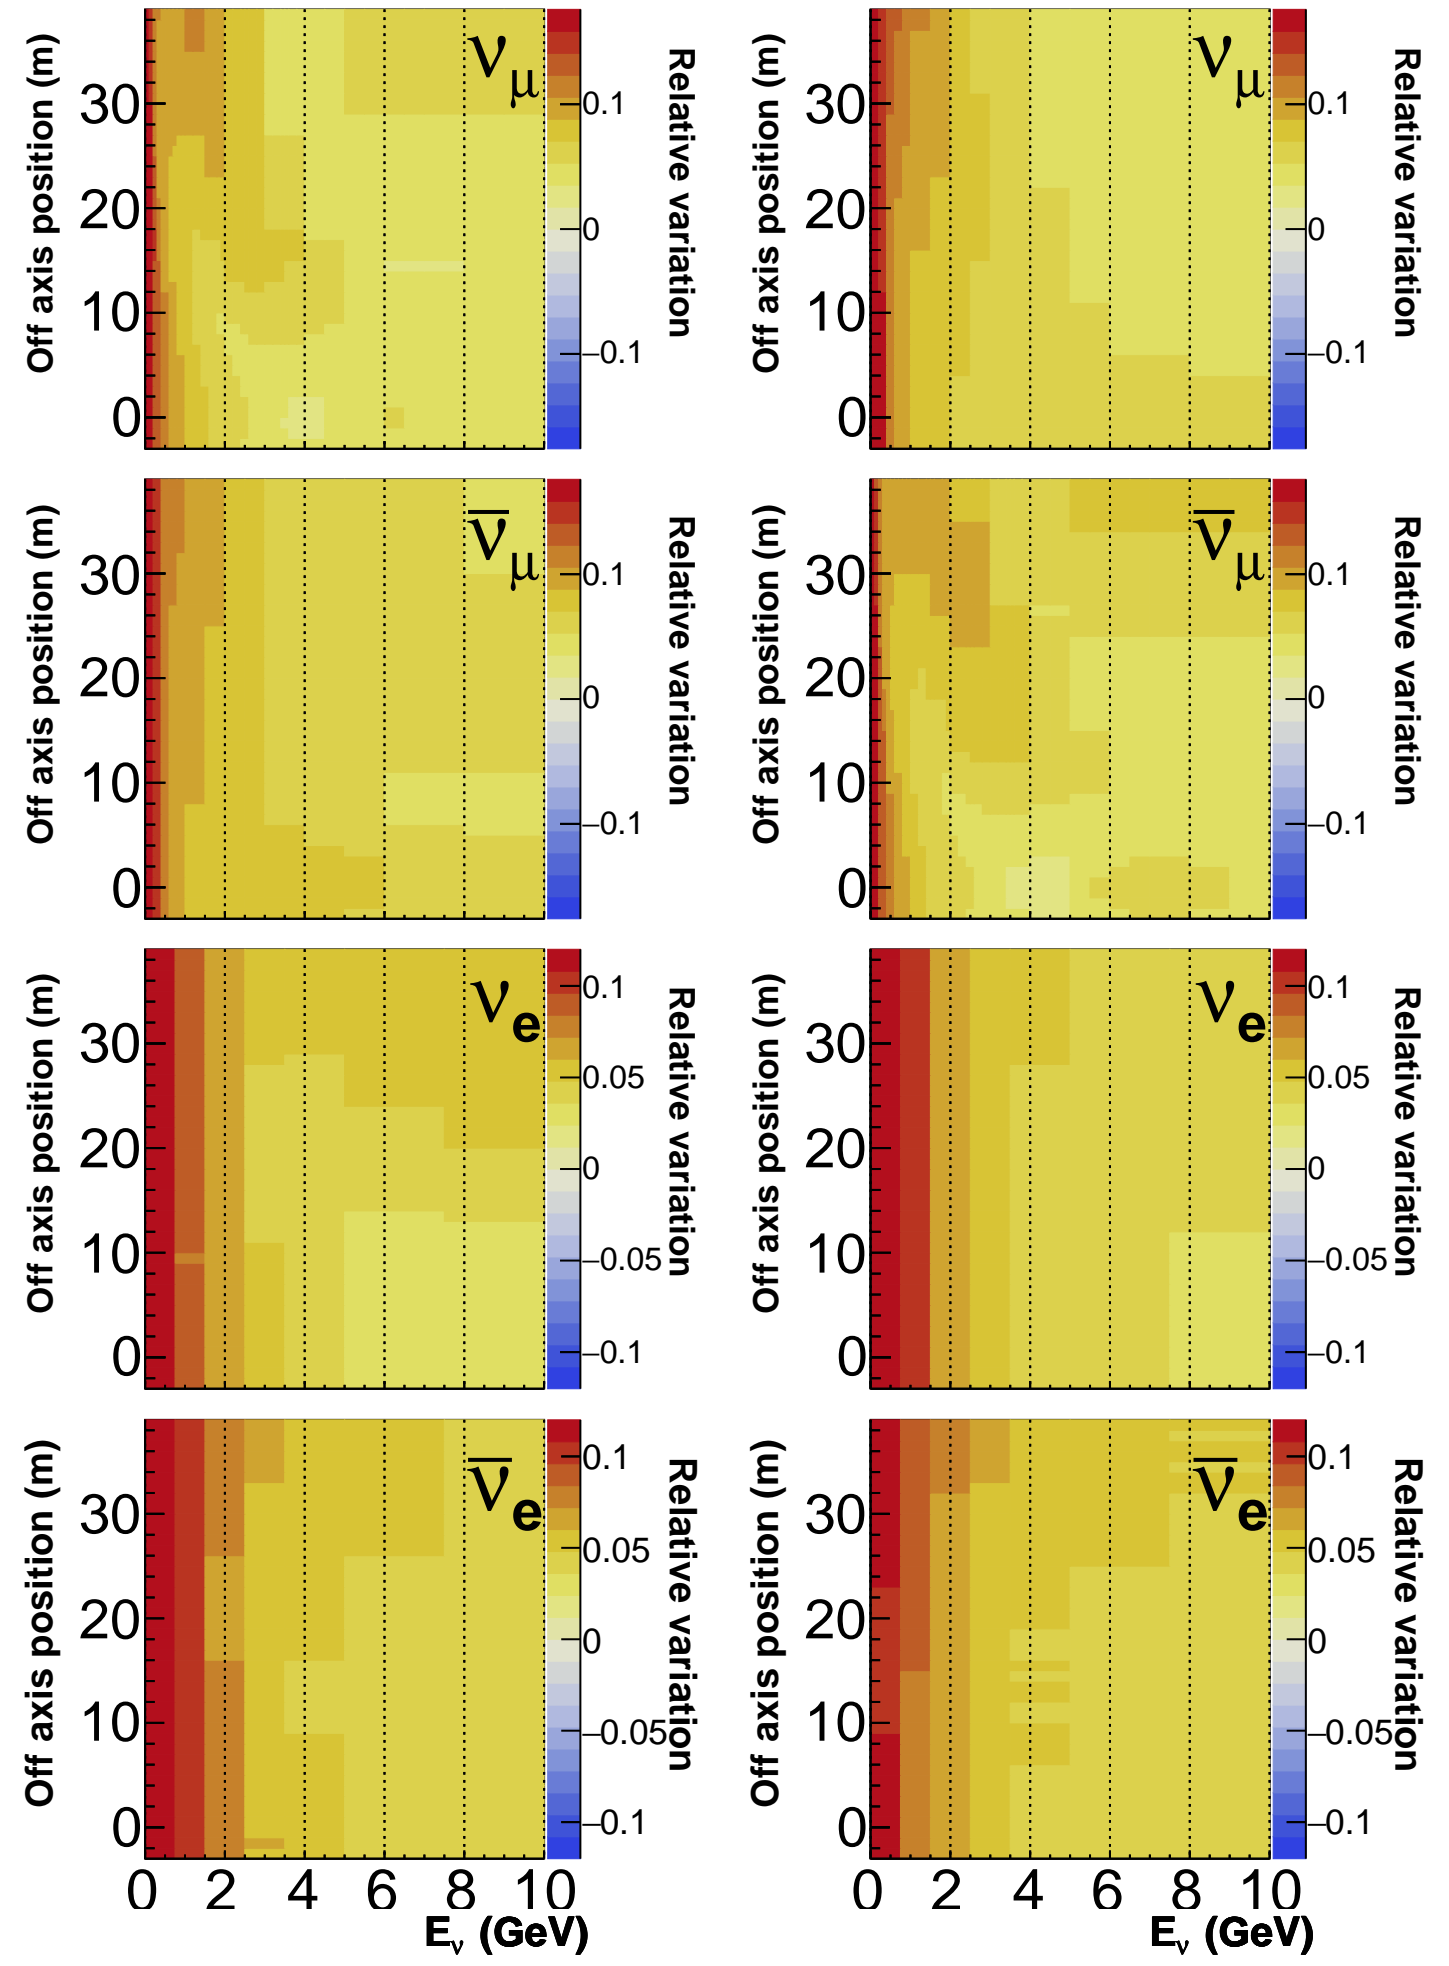 Off axis position (m)
30
20
10
0
ν
μ
0.1
0
−0.1
Relative variation
Off axis position (m)
30
20
10
0
ν
μ
0.1
0
−0.1
Relative variation
Off axis position (m)
30
20
10
0
ν̅
μ
0.1
0
−0.1
Relative variation
Off axis position (m)
30
20
10
0
ν̅
μ
0.1
0
−0.1
Relative variation
Off axis position (m)
30
20
10
0
ν
e
0.1
0.05
0
−0.05
−0.1
Relative variation
Off axis position (m)
30
20
10
0
ν
e
0.1
0.05
0
−0.05
−0.1
Relative variation
Off axis position (m)
30
20
10
0
ν̅
e
0.1
0.05
0
−0.05
−0.1
Relative variation
0 2 4 6 8 10
Eν (GeV)
Off axis position (m)
30
20
10
0
ν̅
e
0.1
0.05
0
−0.05
−0.1
Relative variation
0 2 4 6 8 10
Eν (GeV)